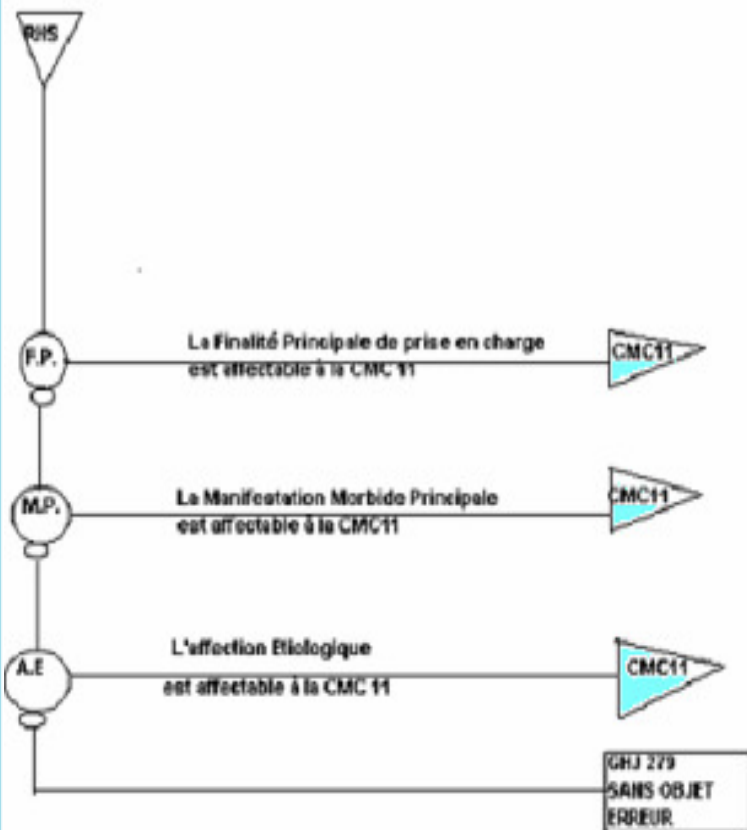 RHS
F.P.
La Finalité Principale de prise en charge
est affectable à la CMC 11
CMC11
M.P.
La Manifestation Morbide Principale
est affectable à la CMC11
CMC11
A.E
L'affection Etiologique
est affectable à la CMC 11
CMC11
GHJ 279
SANS OBJET
ERREUR